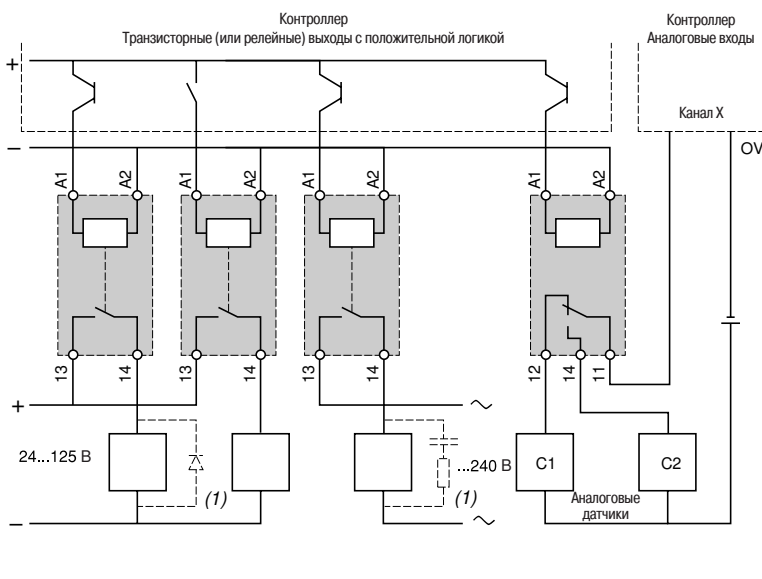 Контроллер
Транзисторные (или релейные) выходы с положительной логикой
Контроллер
Аналоговые входы
+
Канал X
–
OV
A1 A2 A1 A2 A1 A2 A1 A2
13 14 13 14 13 14 12 14 11
+
24...125 В
(1)
...240 В
(1)
C1
C2
Аналоговые
датчики
–